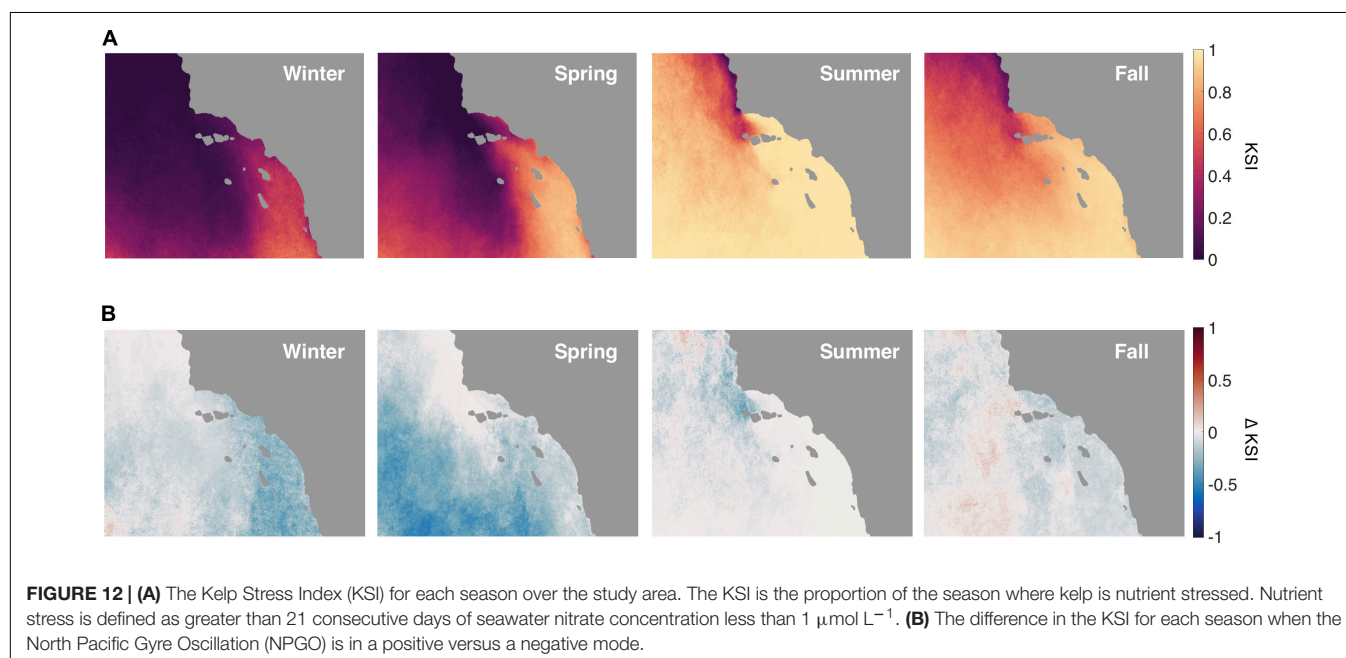 A
Winter
Spring
Summer
Fall
1
0.8
0.6
0.4
0.2
0
KSI
B
Winter
Spring
Summer
Fall
1
0.5
0
-0.5
-1
Δ KSI
FIGURE 12 | (A) The Kelp Stress Index (KSI) for each season over the study area. The KSI is the proportion of the season where kelp is nutrient stressed. Nutrient
stress is defined as greater than 21 consecutive days of seawater nitrate concentration less than 1 μmol L⁻¹. (B) The difference in the KSI for each season when the
North Pacific Gyre Oscillation (NPGO) is in a positive versus a negative mode.